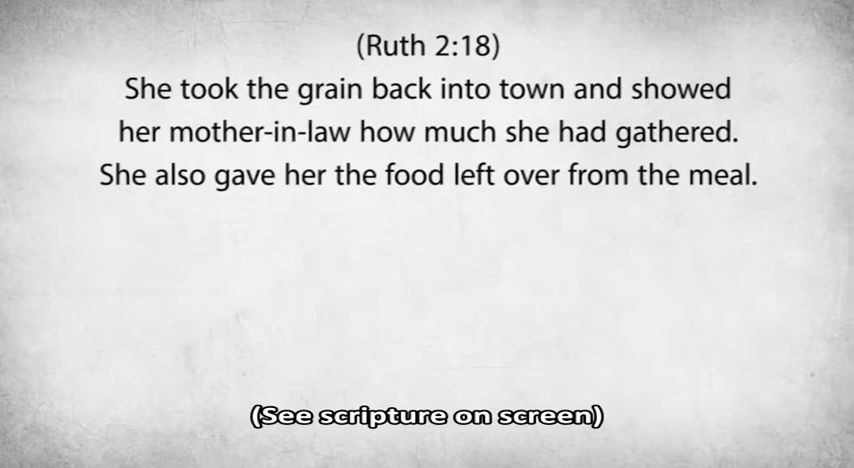 (Ruth 2:18)
She took the grain back into town and showed
her mother-in-law how much she had gathered.
She also gave her the food left over from the meal.
(See scripture on screen)